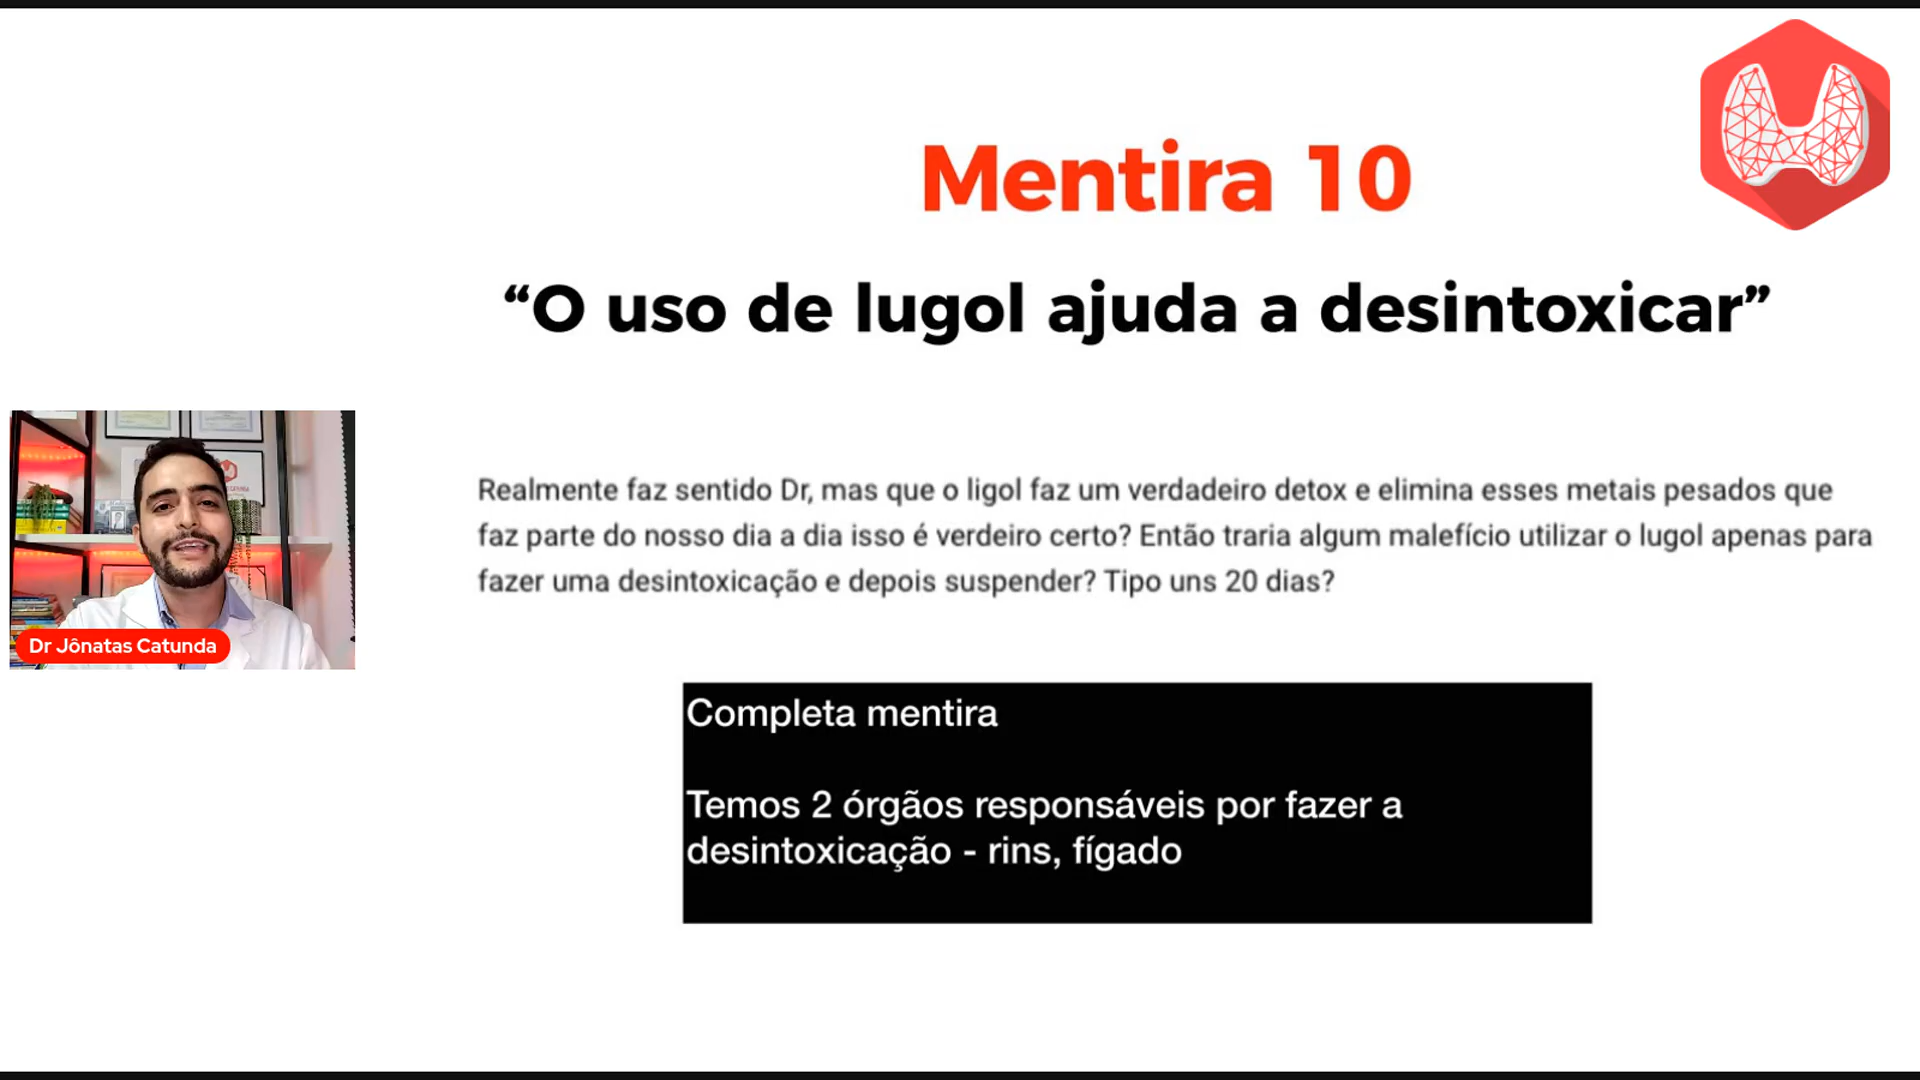 Mentira 10
“O uso de lugol ajuda a desintoxicar”
Realmente faz sentido Dr, mas que o ligol faz um verdadeiro detox e elimina esses metais pesados que
faz parte do nosso dia a dia isso é verdeiro certo? Então traria algum malefício utilizar o lugol apenas para
fazer uma desintoxicação e depois suspender? Tipo uns 20 dias?
Dr Jônatas Catunda
Completa mentira
Temos 2 órgãos responsáveis por fazer a
desintoxicação - rins, fígado